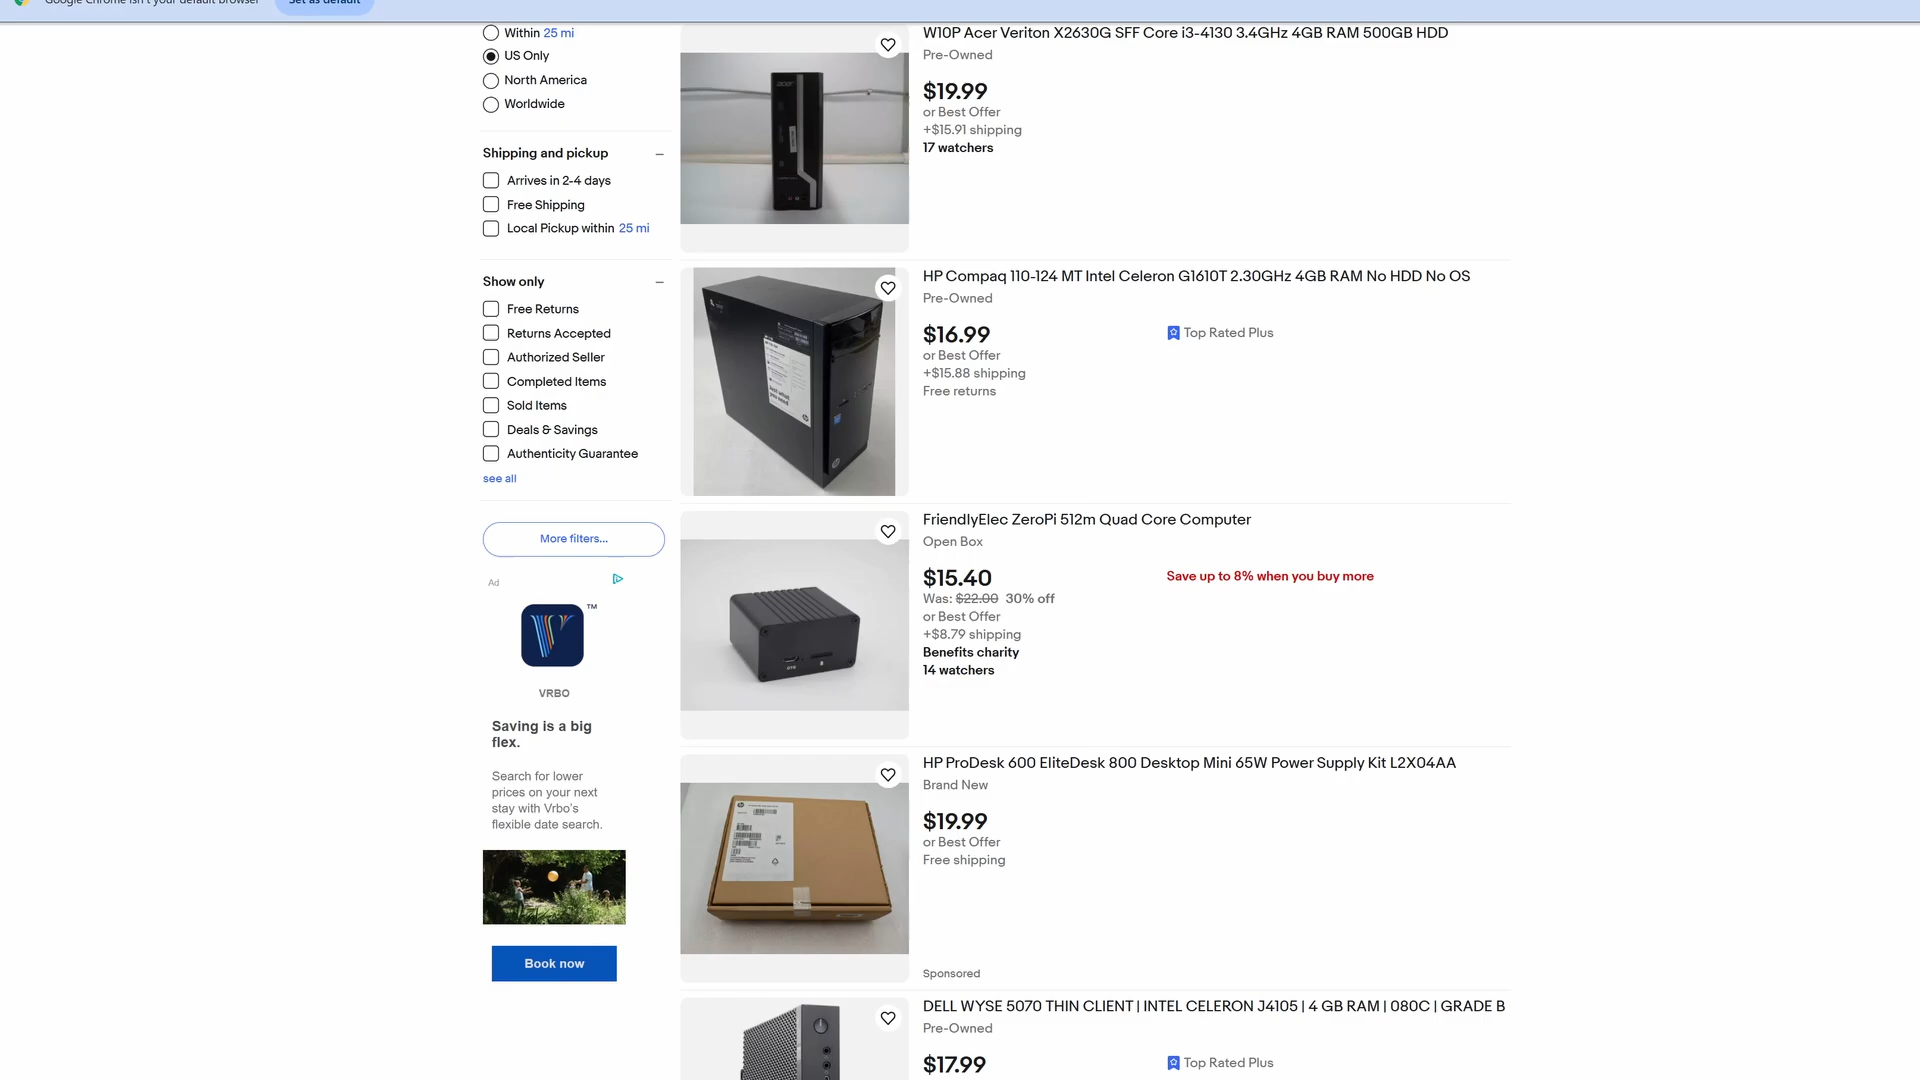 Google Chrome isn't your default browser
Set as default
Within 25 mi
US Only
North America
Worldwide
Shipping and pickup
Arrives in 2-4 days
Free Shipping
Local Pickup within 25 mi
Show only
Free Returns
Returns Accepted
Authorized Seller
Completed Items
Sold Items
Deals & Savings
Authenticity Guarantee
see all
More filters...
Ad
TM
VRBO
Saving is a big
flex.
Search for lower
prices on your next
stay with Vrbo's
flexible date search.
Book now
W10P Acer Veriton X2630G SFF Core i3-4130 3.4GHz 4GB RAM 500GB HDD
Pre-Owned
$19.99
or Best Offer
+$15.91 shipping
17 watchers
acer
HP Compaq 110-124 MT Intel Celeron G1610T 2.30GHz 4GB RAM No HDD No OS
Pre-Owned
$16.99
Top Rated Plus
or Best Offer
+$15.88 shipping
Free returns
FriendlyElec ZeroPi 512m Quad Core Computer
Open Box
$15.40
Save up to 8% when you buy more
Was: $22.00 30% off
or Best Offer
+$8.79 shipping
Benefits charity
14 watchers
HP ProDesk 600 EliteDesk 800 Desktop Mini 65W Power Supply Kit L2X04AA
Brand New
$19.99
or Best Offer
Free shipping
Sponsored
DELL WYSE 5070 THIN CLIENT | INTEL CELERON J4105 | 4 GB RAM | 080C | GRADE B
Pre-Owned
$17.99
Top Rated Plus